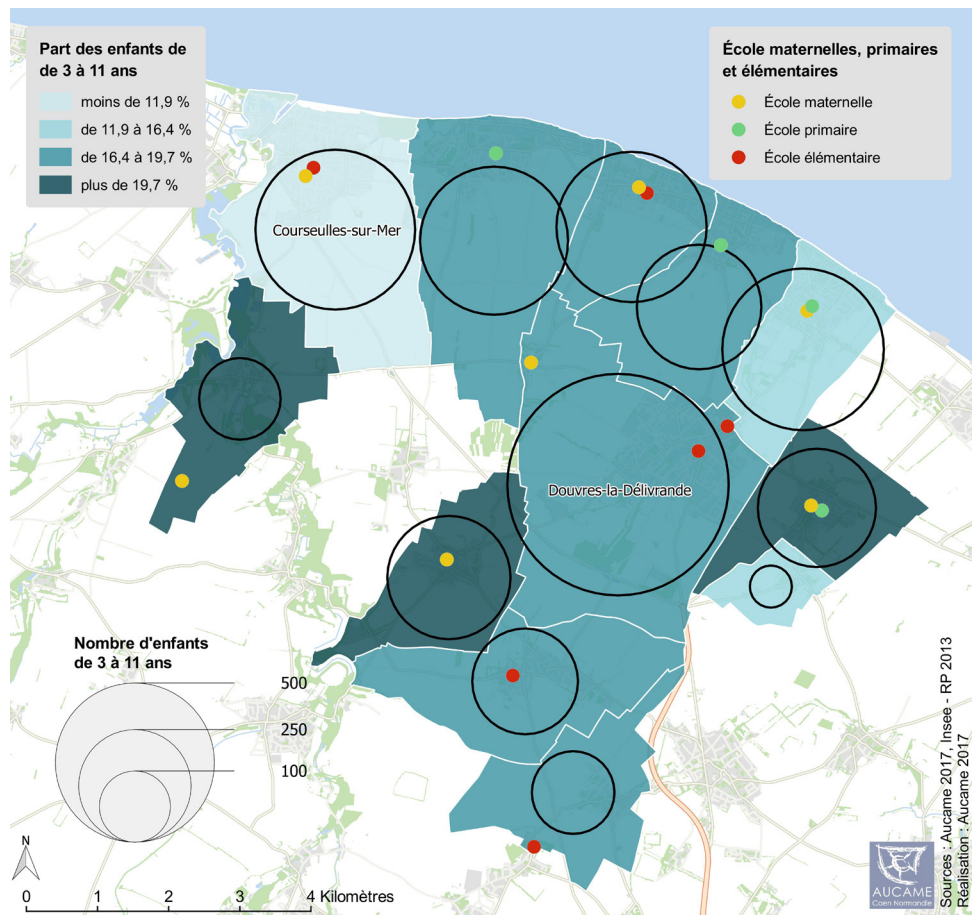 Part des enfants de
de 3 à 11 ans
moins de 11,9 %
de 11,9 à 16,4 %
de 16,4 à 19,7 %
plus de 19,7 %
École maternelles, primaires
et élémentaires
École maternelle
École primaire
École élémentaire
Courseulles-sur-Mer
Douvres-la-Délivrande
Nombre d'enfants
de 3 à 11 ans
500
250
100
N
0 1 2 3 4 Kilomètres
AUCAME
Caen Normandie
Sources : Aucame 2017, Insee - RP 2013
Réalisation : Aucame 2017